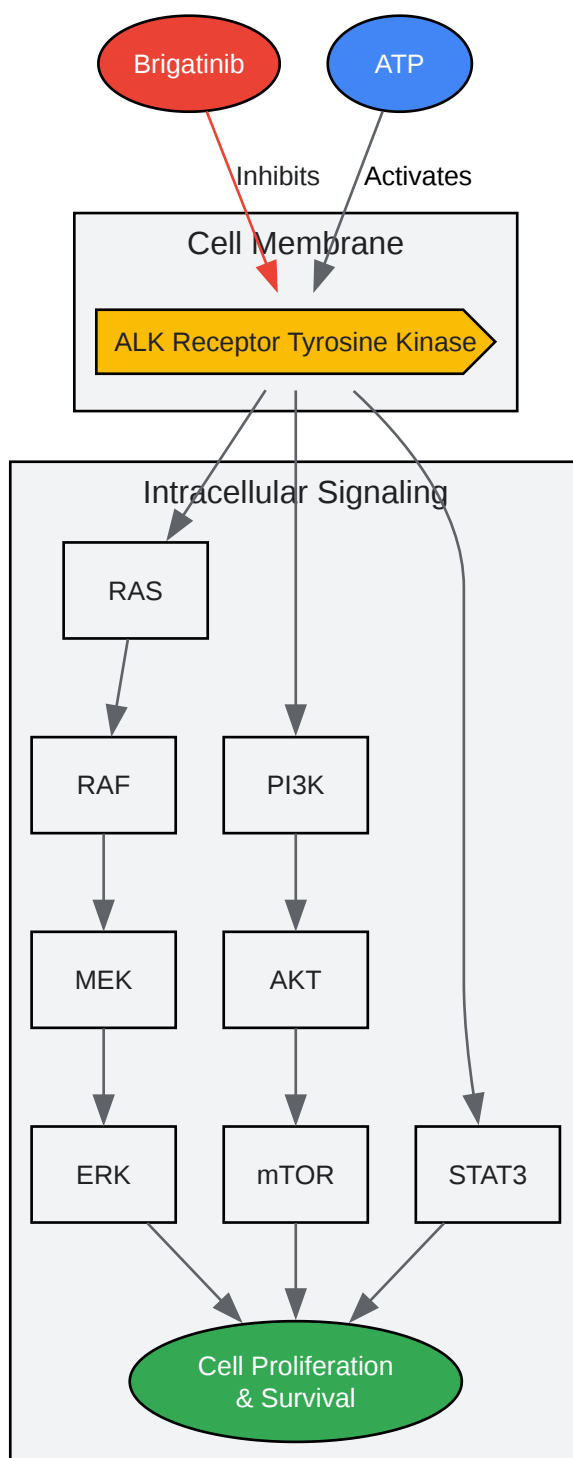 Brigatinib
ATP
Inhibits
Activates
Cell Membrane
ALK Receptor Tyrosine Kinase
Intracellular Signaling
RAS
RAF
PI3K
MEK
AKT
ERK
mTOR
STAT3
Cell Proliferation
& Survival